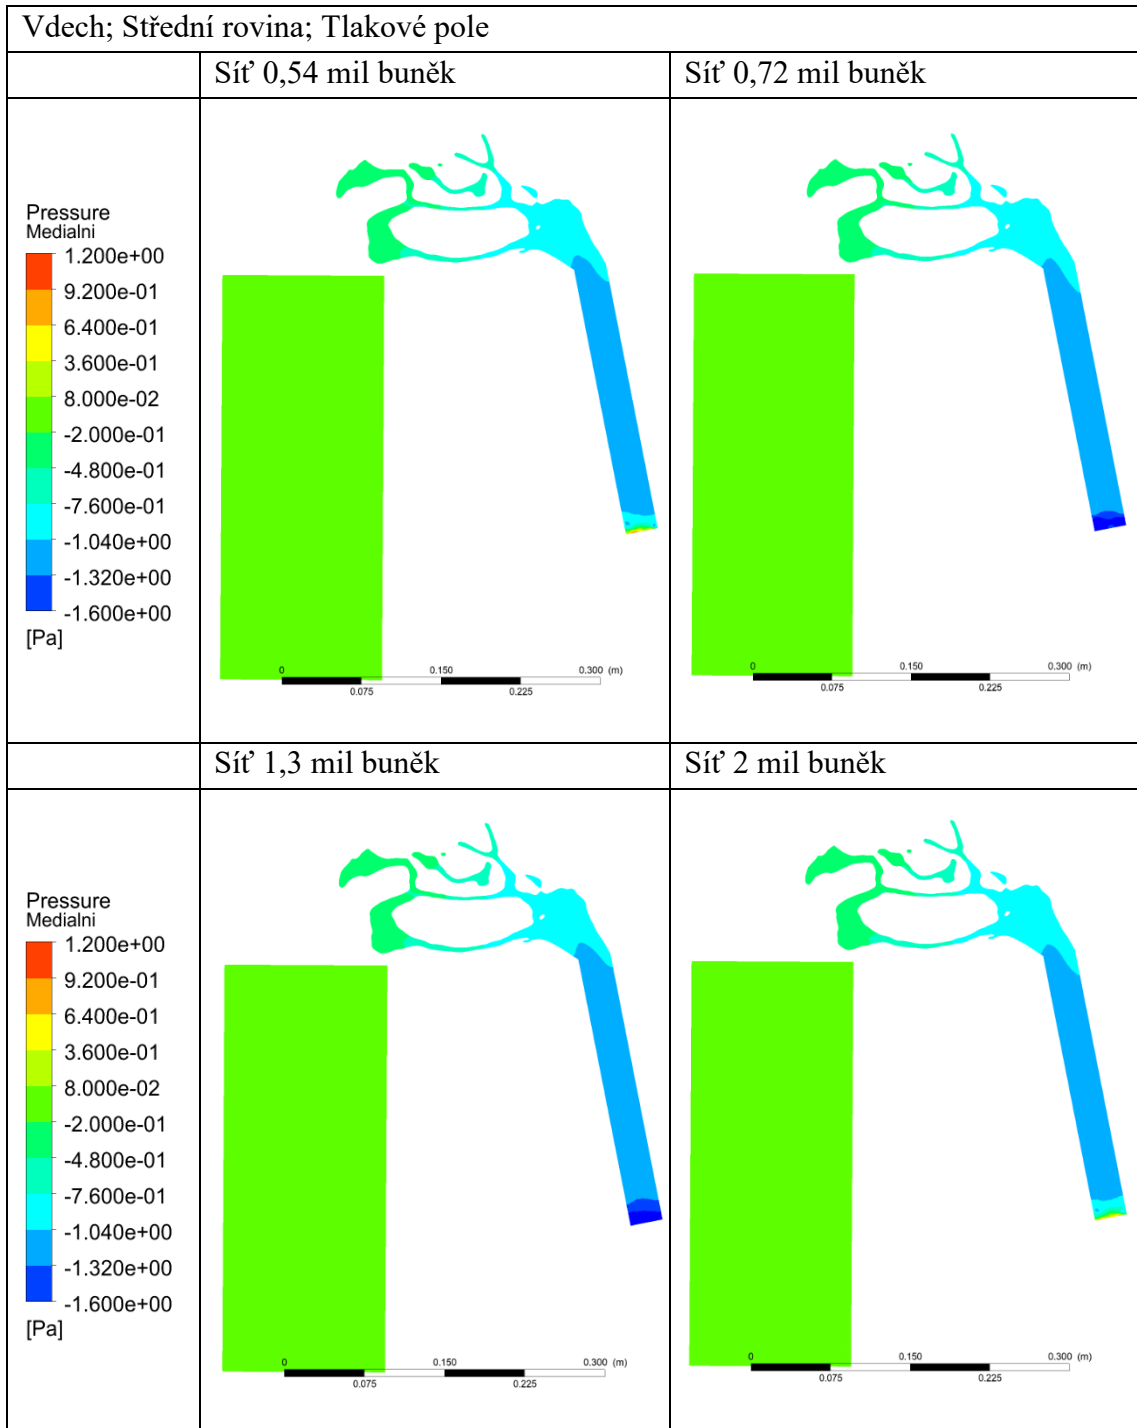 Vdech; Střední rovina; Tlakové pole
Síť 0,54 mil buněk
Síť 0,72 mil buněk
Pressure
Medialni
1.200e+00
9.200e-01
6.400e-01
3.600e-01
8.000e-02
-2.000e-01
-4.800e-01
-7.600e-01
-1.040e+00
-1.320e+00
-1.600e+00
[Pa]
0 0.150 0.300 (m)
0.075 0.225
0 0.150 0.300 (m)
0.075 0.225
Síť 1,3 mil buněk
Síť 2 mil buněk
Pressure
Medialni
1.200e+00
9.200e-01
6.400e-01
3.600e-01
8.000e-02
-2.000e-01
-4.800e-01
-7.600e-01
-1.040e+00
-1.320e+00
-1.600e+00
[Pa]
0 0.150 0.300 (m)
0.075 0.225
0 0.150 0.300 (m)
0.075 0.225